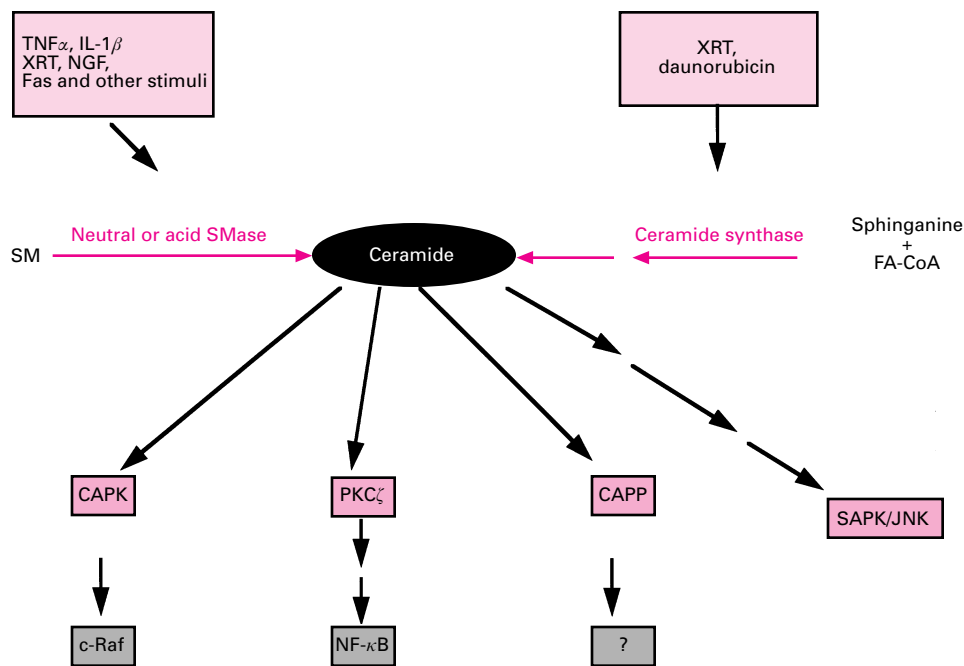 TNFα, IL-1β
XRT, NGF,
Fas and other stimuli
XRT,
daunorubicin
SM
Neutral or acid SMase
Ceramide
Ceramide synthase
Sphinganine
+
FA-CoA
CAPK
PKCζ
CAPP
SAPK/JNK
c-Raf
NF-κB
?